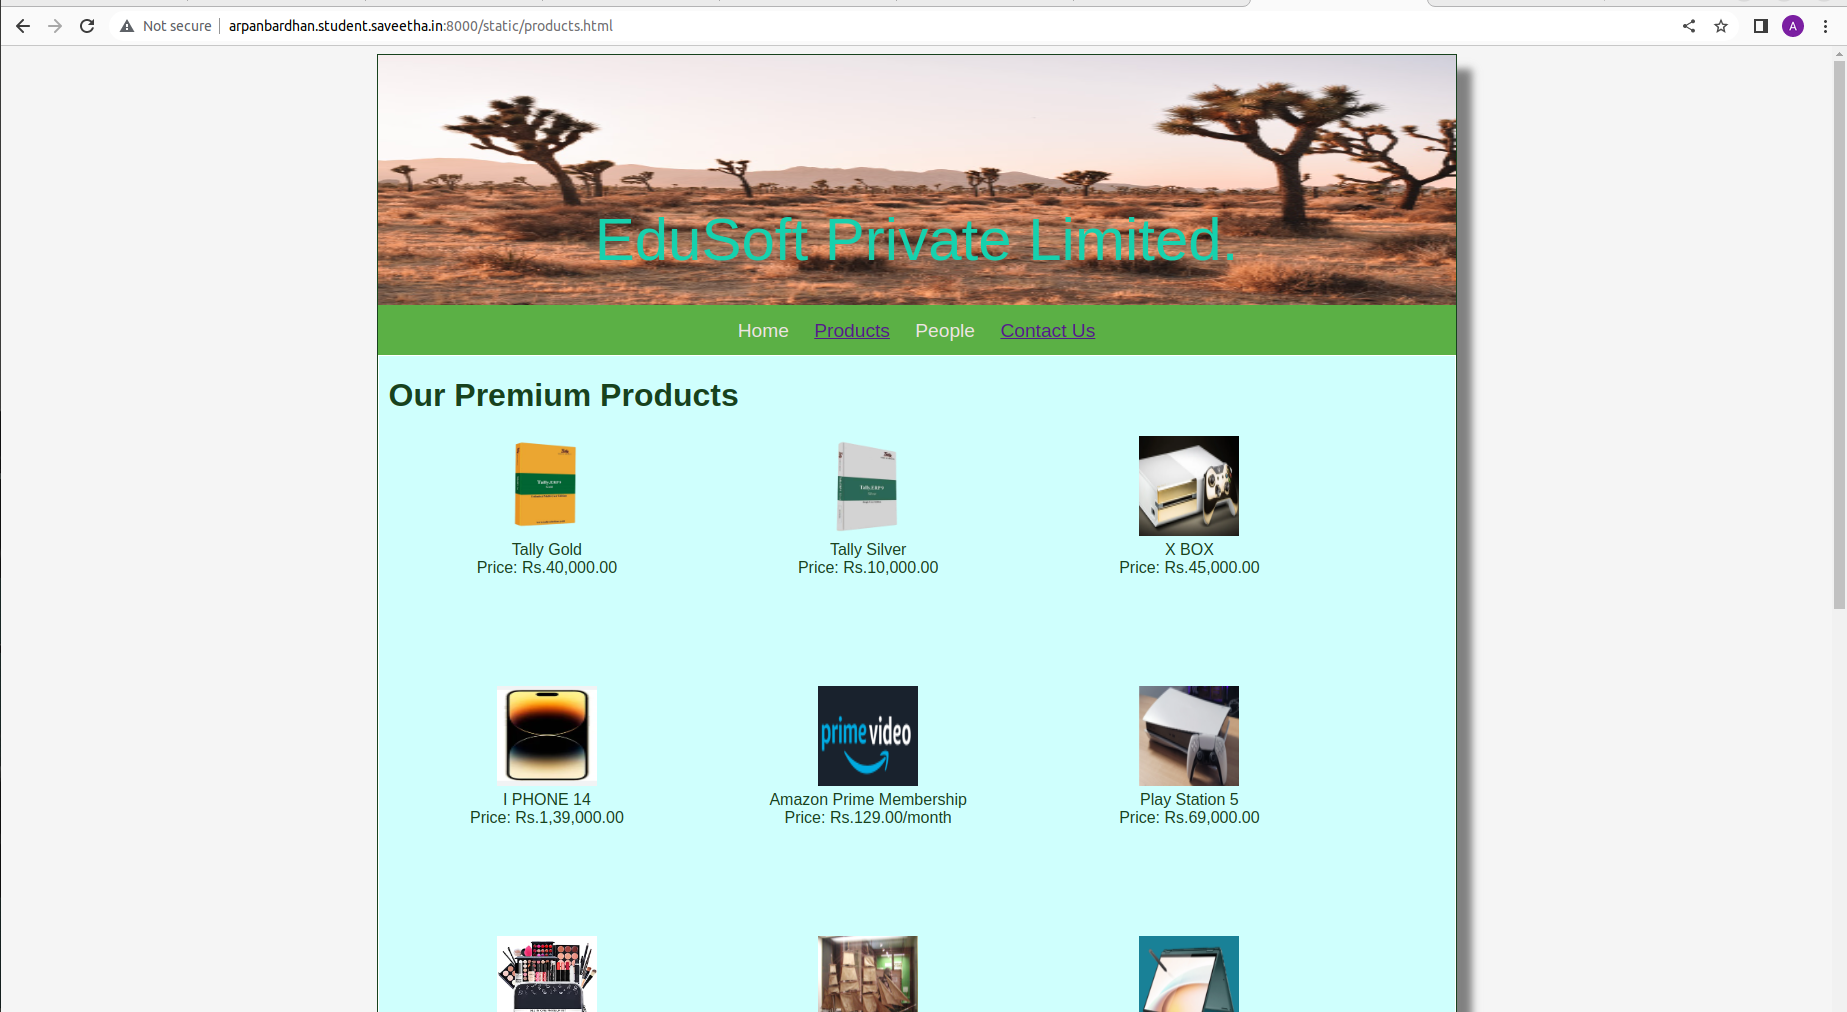 Not secure | arpanbardhan.student.saveetha.in:8000/static/products.html
A
EduSoft Private Limited.
Home Products People Contact Us
Our Premium Products
Tally Gold
Price: Rs.40,000.00
Tally Silver
Price: Rs.10,000.00
X BOX
Price: Rs.45,000.00
prime video
I PHONE 14
Price: Rs.1,39,000.00
Amazon Prime Membership
Price: Rs.129.00/month
Play Station 5
Price: Rs.69,000.00